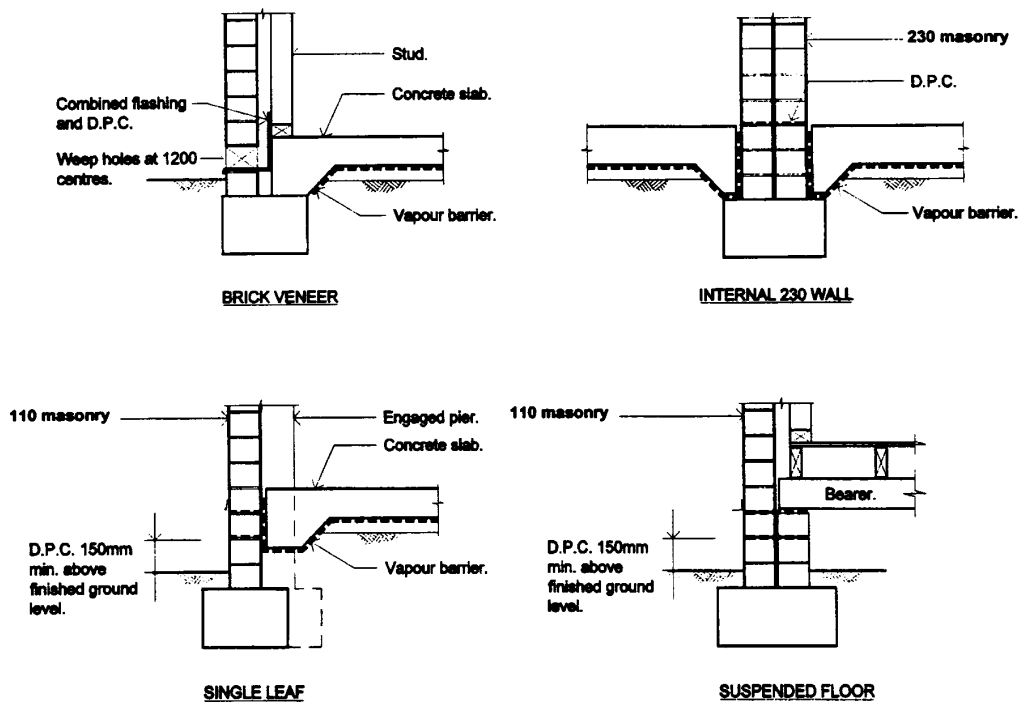 Stud.
Combined flashing
and D.P.C.
Concrete slab.
Weep holes at 1200
centres.
Vapour barrier.
BRICK VENEER
230 masonry
D.P.C.
Vapour barrier.
INTERNAL 230 WALL
110 masonry
Engaged pier.
Concrete slab.
D.P.C. 150mm
min. above
finished ground
level.
Vapour barrier.
SINGLE LEAF
110 masonry
Bearer.
D.P.C. 150mm
min. above
finished ground
level.
SUSPENDED FLOOR